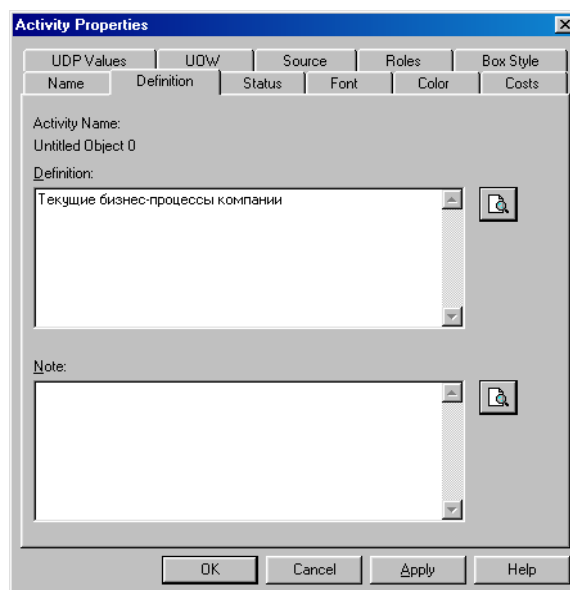 Activity Properties
UDP Values UOW Source Roles Box Style
Name Definition Status Font Color Costs
Activity Name:
Untitled Object 0
Definition:
Текущие бизнес-процессы компании
Note:
OK Cancel Apply Help